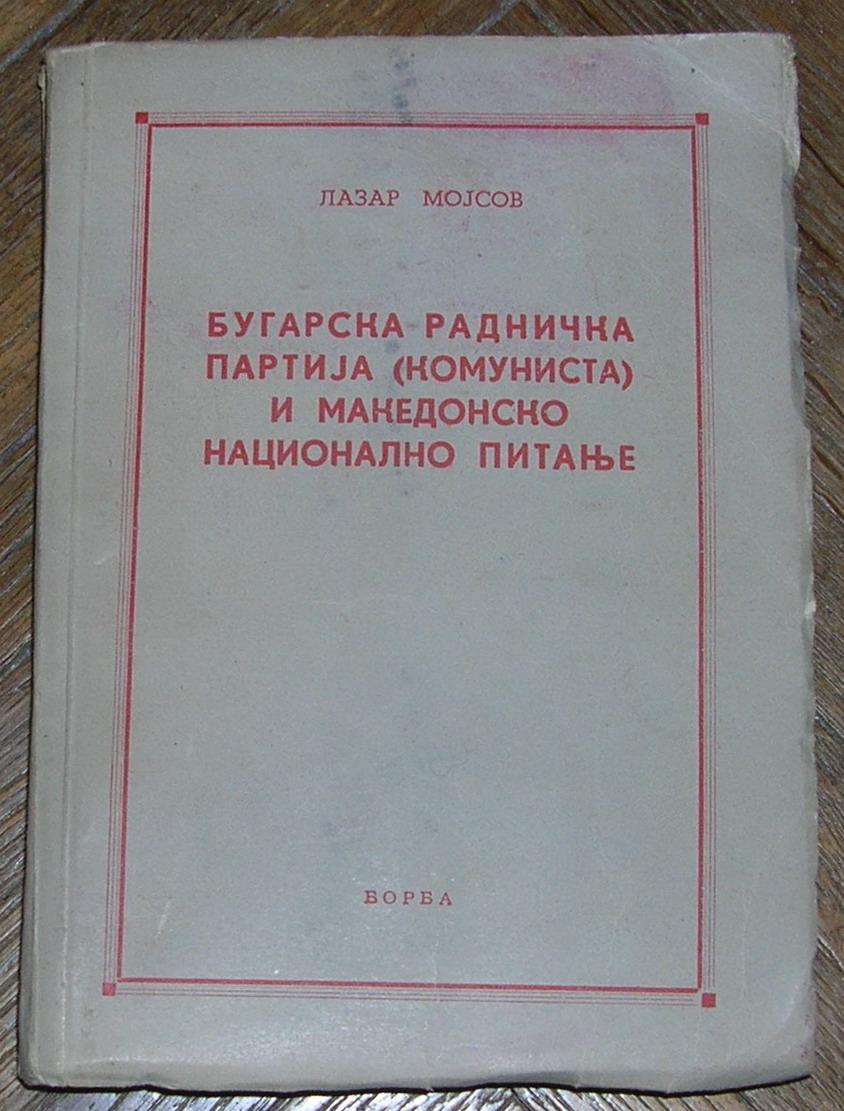 ЛАЗАР МОЈСОВ
БУГАРСКА РАДНИЧКА
ПАРТИЈА (КОМУНИСТА)
И МАКЕДОНСКО
НАЦИОНАЛНО ПИТАЊЕ
БОРБА